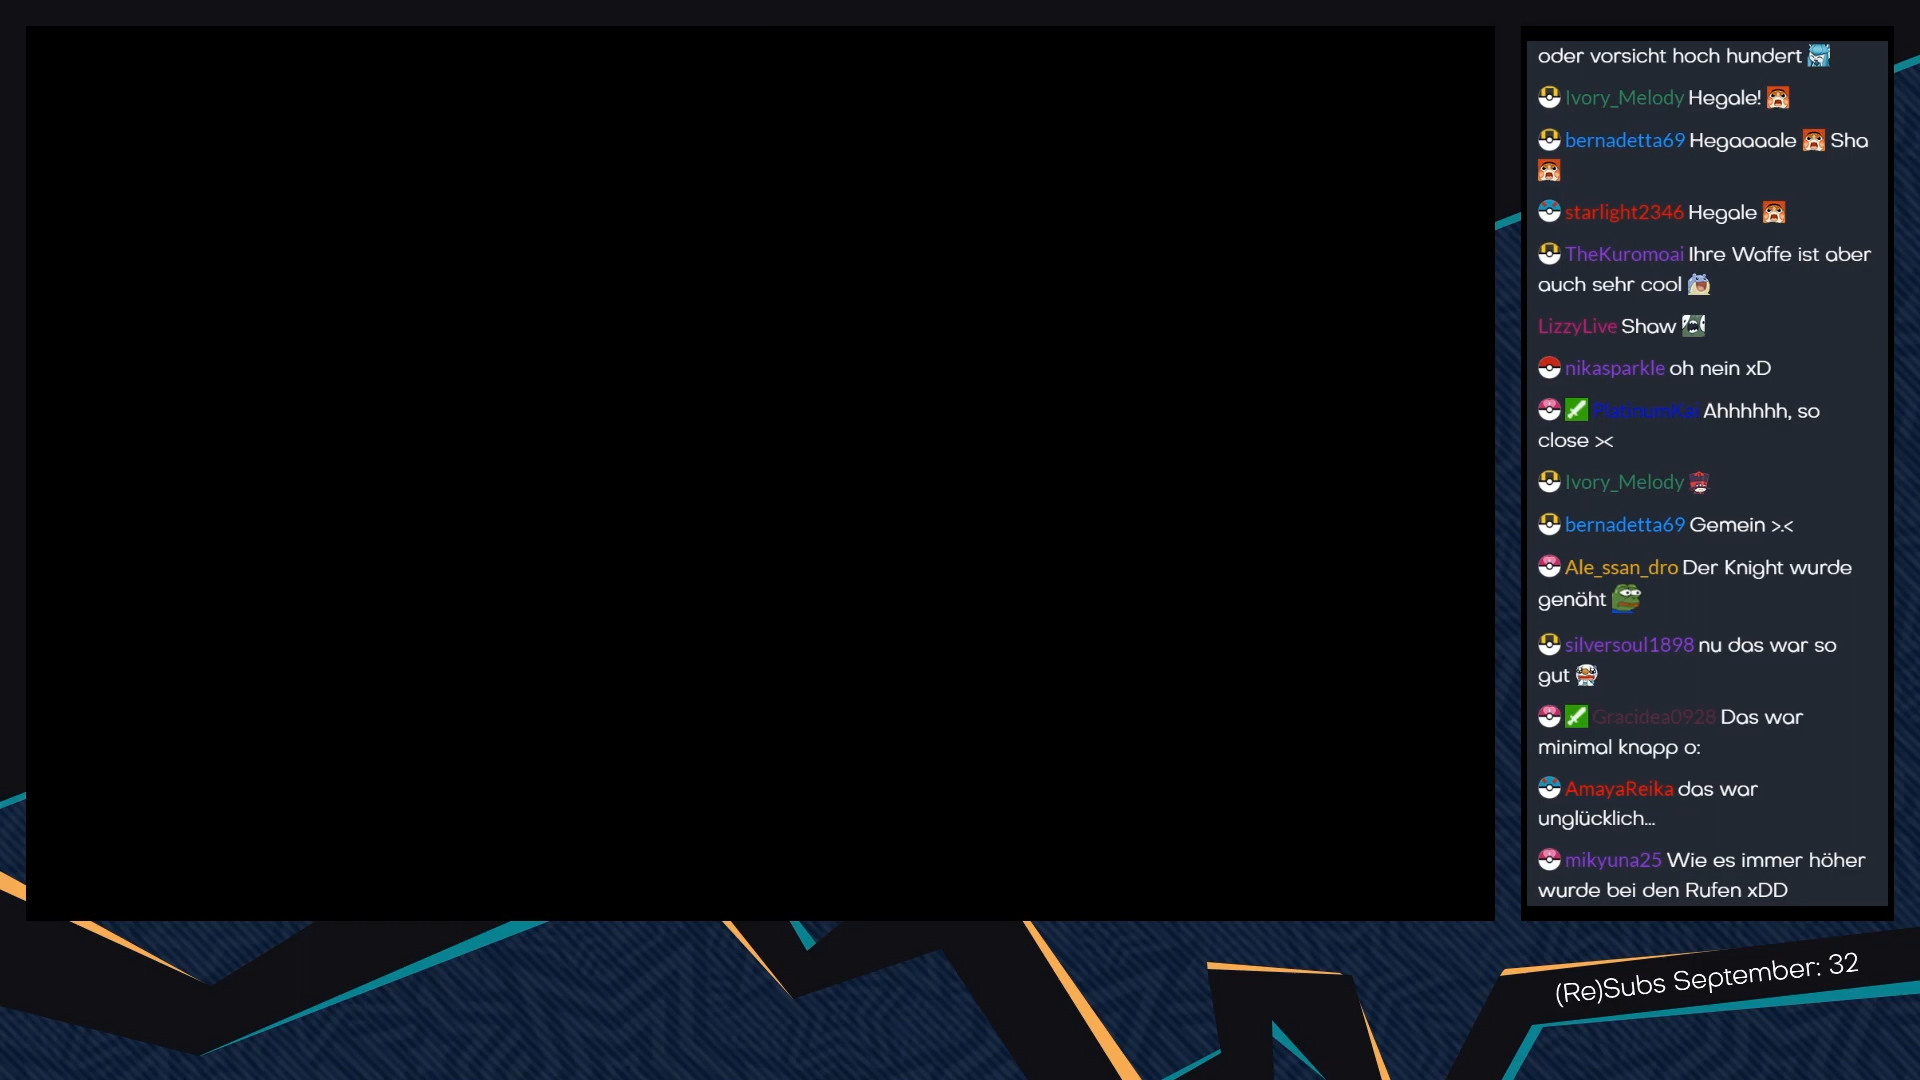 oder vorsicht hoch hundert
Ivory_Melody Hegale!
bernadetta69 Hegaaaale Sha
starlight2346 Hegale
TheKuromoai Ihre Waffe ist aber
auch sehr cool
LizzyLive Shaw
nikasparkle oh nein xD
PlatinumKai Ahhhhhh, so
close ><
Ivory_Melody
bernadetta69 Gemein >.<
Ale_ssan_dro Der Knight wurde
genäht
silversoul1898 nu das war so
gut
Gracidea0928 Das war
minimal knapp o:
AmayaReika das war
unglücklich...
mikyuna25 Wie es immer höher
wurde bei den Rufen xDD
(Re)Subs September: 32